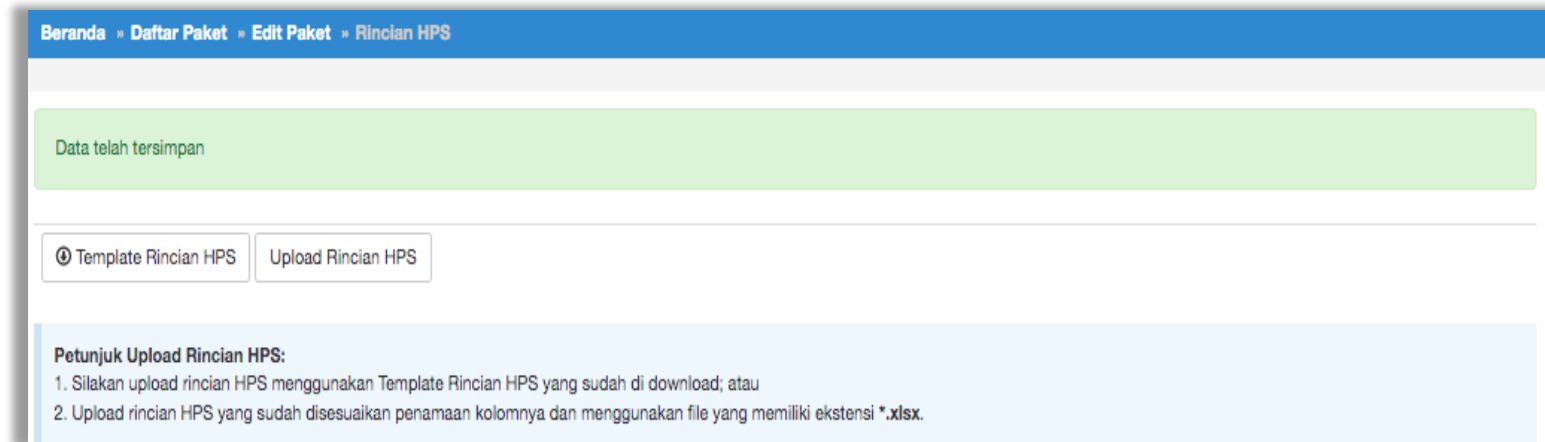 Beranda » Daftar Paket » Edit Paket » Rincian HPS
Data telah tersimpan
Template Rincian HPS Upload Rincian HPS
Petunjuk Upload Rincian HPS:
1. Silakan upload rincian HPS menggunakan Template Rincian HPS yang sudah di download; atau
2. Upload rincian HPS yang sudah disesuaikan penamaan kolomnya dan menggunakan file yang memiliki ekstensi *.xlsx.